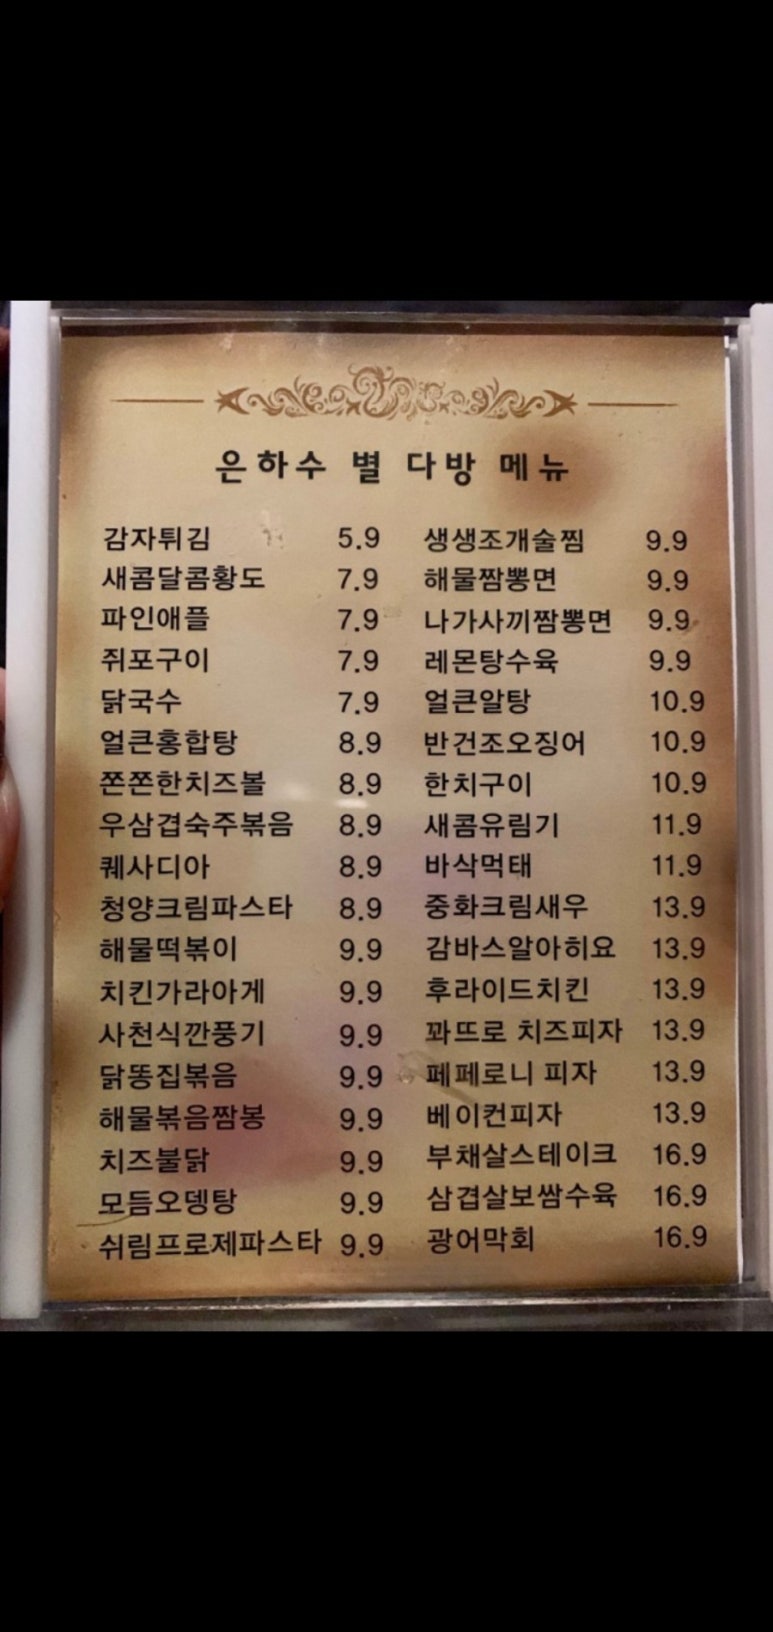 은하수 별 다방 메뉴
감자튀김 5.9
새콤달콤황도 7.9
파인애플 7.9
쥐포구이 7.9
닭국수 7.9
얼큰홍합탕 8.9
쫀쫀한치즈볼 8.9
우삼겹숙주볶음 8.9
퀘사디아 8.9
청양크림파스타 8.9
해물떡볶이 9.9
치킨가라아게 9.9
사천식깐풍기 9.9
닭똥집볶음 9.9
해물볶음짬봉 9.9
치즈불닭 9.9
모듬오뎅탕 9.9
쉬림프로제파스타 9.9
생생조개술찜 9.9
해물짬뽕면 9.9
나가사끼짬뽕면 9.9
레몬탕수육 9.9
얼큰알탕 10.9
반건조오징어 10.9
한치구이 10.9
새콤유림기 11.9
바삭먹태 11.9
중화크림새우 13.9
감바스알아히요 13.9
후라이드치킨 13.9
꽈뜨로 치즈피자 13.9
페페로니 피자 13.9
베이컨피자 13.9
부채살스테이크 16.9
삼겹살보쌈수육 16.9
광어막회 16.9